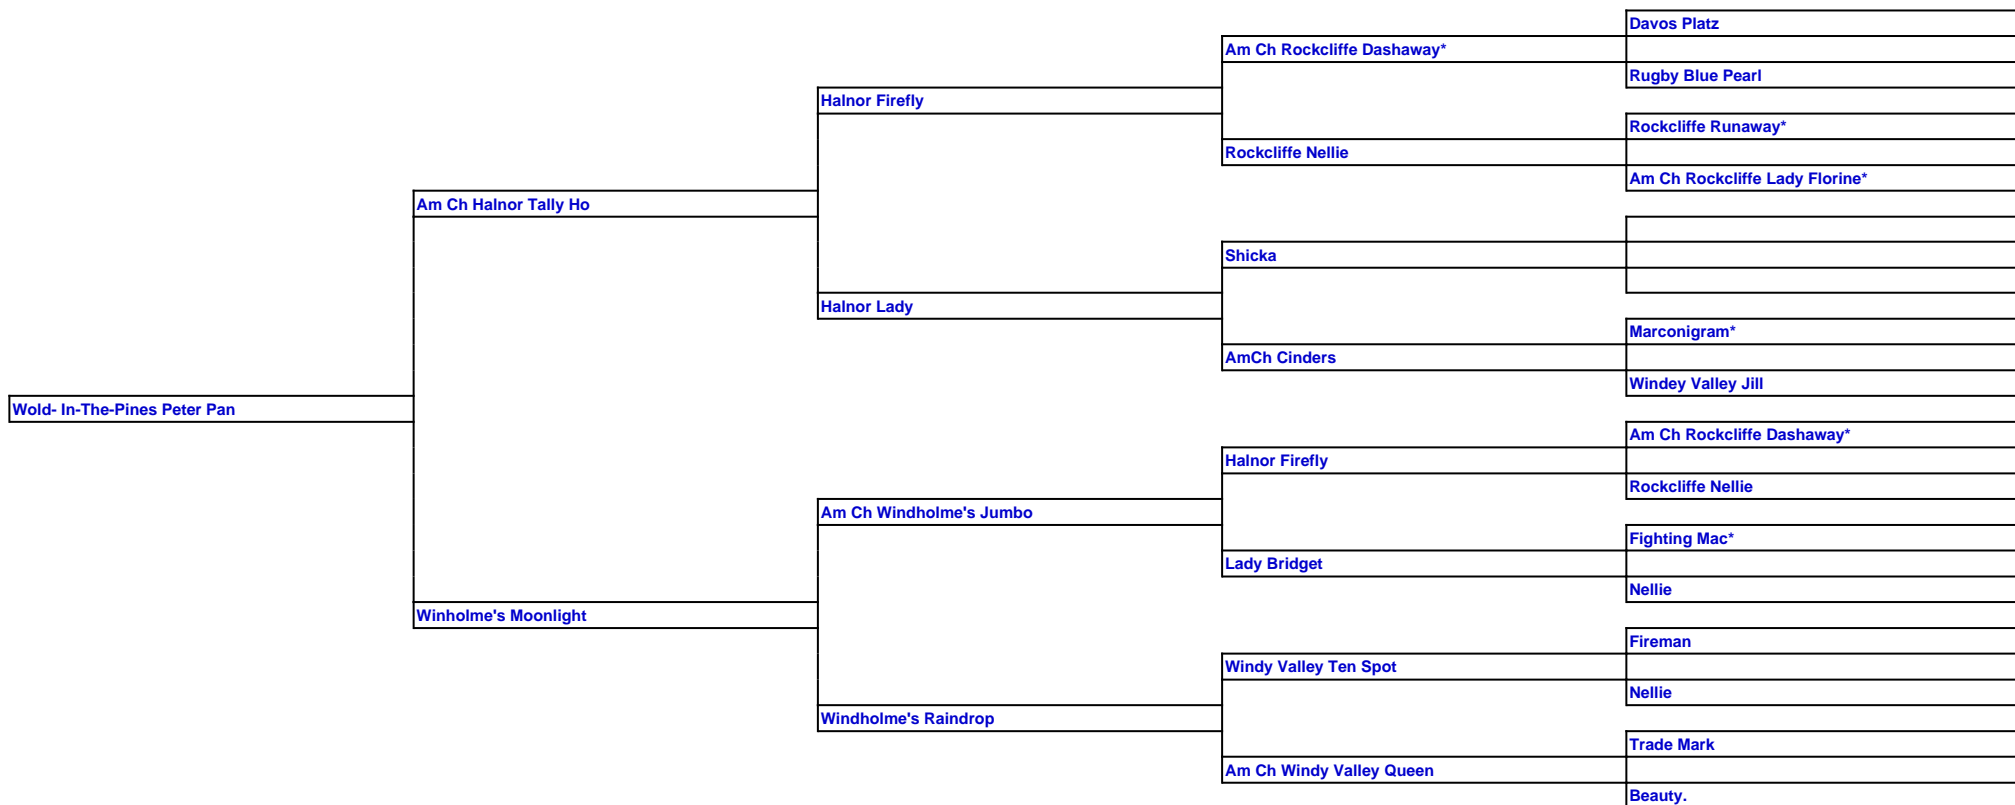 Davos Platz
Am Ch Rockcliffe Dashaway*
Rugby Blue Pearl
Halnor Firefly
Rockcliffe Runaway*
Rockcliffe Nellie
Am Ch Rockcliffe Lady Florine*
Am Ch Halnor Tally Ho
Shicka
Halnor Lady
Marconigram*
AmCh Cinders
Windey Valley Jill
Wold- In-The-Pines Peter Pan
Am Ch Rockcliffe Dashaway*
Halnor Firefly
Rockcliffe Nellie
Am Ch Windholme's Jumbo
Fighting Mac*
Lady Bridget
Nellie
Winholme's Moonlight
Fireman
Windy Valley Ten Spot
Nellie
Windholme's Raindrop
Trade Mark
Am Ch Windy Valley Queen
Beauty.